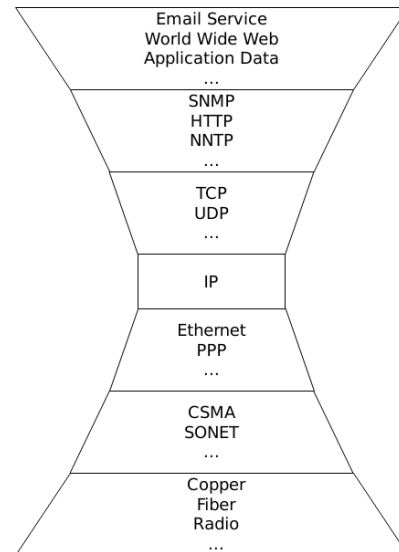 Email Service
World Wide Web
Application Data
...
SNMP
HTTP
NNTP
...
TCP
UDP
...
IP
Ethernet
PPP
...
CSMA
SONET
...
Copper
Fiber
Radio
...